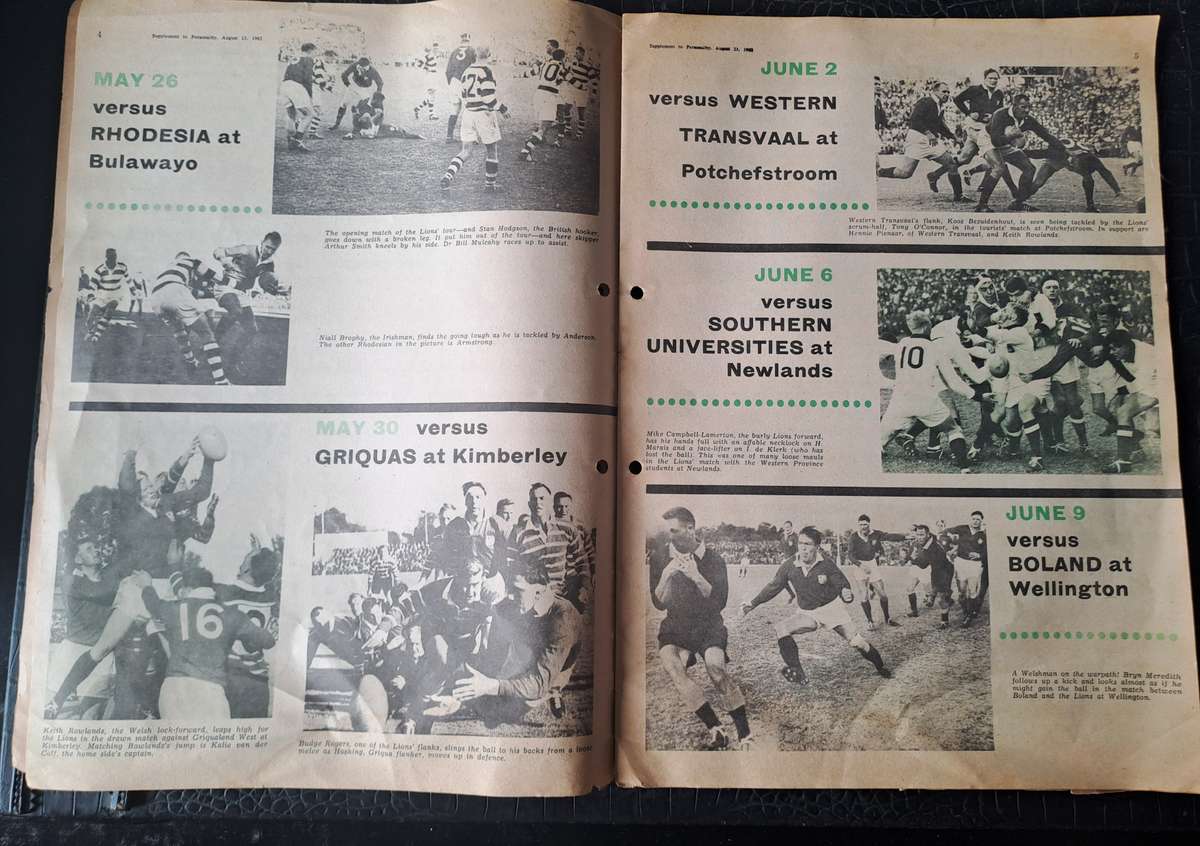 4
Supplement to Personality, August 23, 1962
MAY 26
versus
RHODESIA at
Bulawayo
The opening match of the Lions' tour—and Stan Hodgson, the British hooker,
goes down with a broken leg. It put him out of the tour—and here skipper
Arthur Smith kneels by his side. Dr Bill Mulcahy races up to assist.
Niall Brophy, the Irishman, finds the going tough as he is tackled by Anderson.
The other Rhodesian in the picture is Armstrong.
MAY 30 versus
GRIQUAS at Kimberley
16
Keith Rowlands, the Welsh lock-forward, leaps high for
the Lions in the drawn match against Griqualand West at
Kimberley. Matching Rowlands's jump is Kalie van der
Colf, the home side's captain.
Budge Rogers, one of the Lions' flanks, slings the ball to his backs from a loose
melee as Hosking, Griqua flanker, moves up in defence.
Supplement to Personality, August 23, 1962
5
JUNE 2
versus WESTERN
TRANSVAAL at
Potchefstroom
Western Transvaal's flank, Kooz Bezuidenhout, is seen being tackled by the Lions'
scrum-half, Tony O'Connor, in the tourists' match at Potchefstroom. In support are
Hennie Pienaar, of Western Transvaal, and Keith Rowlands.
JUNE 6
versus
SOUTHERN
UNIVERSITIES at
Newlands
10
Mike Campbell-Lamerton, the burly Lions forward,
has his hands full with an affable necklock on H.
Marais and a face-lifter on I. de Klerk (who has
lost the ball). This was one of many loose mauls
in the Lions' match with the Western Province
students at Newlands.
JUNE 9
versus
BOLAND at
Wellington
A Welshman on the warpath! Bryn Meredith
follows up a kick and looks almost as if he
might gain the ball in the match between
Boland and the Lions at Wellington.